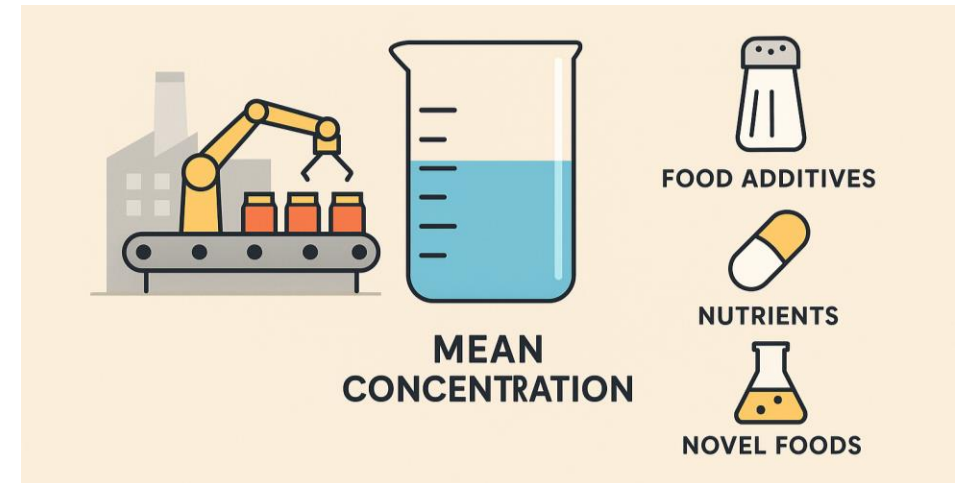 MEAN
CONCENTRATION
FOOD ADDITIVES
NUTRIENTS
NOVEL FOODS